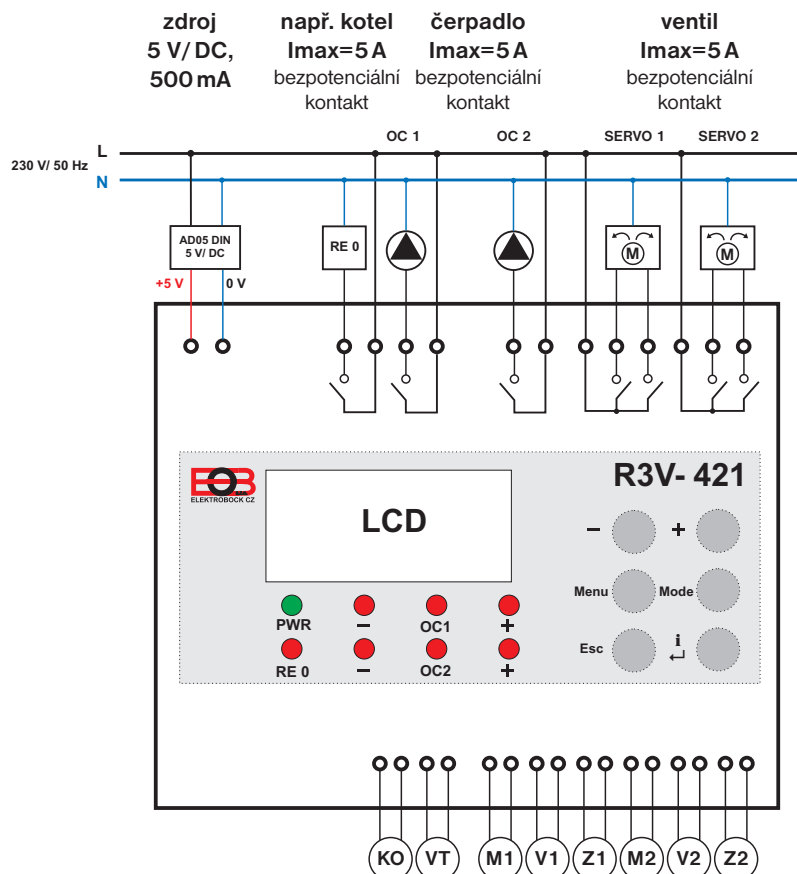 zdroj
5 V/ DC,
500 mA
např. kotel
Imax=5 A
bezpotenciální
kontakt
čerpadlo
Imax=5 A
bezpotenciální
kontakt
ventil
Imax=5 A
bezpotenciální
kontakt
OC 1
OC 2
SERVO 1
SERVO 2
L
230 V/ 50 Hz
N
AD05 DIN
5 V/ DC
RE 0
M
M
+5 V
0 V
EOB
ELEKTROBOCK CZ
R3V- 421
LCD
− +
Menu Mode
Esc i
PWR − OC1 +
RE 0 − OC2 +
KO VT M1 V1 Z1 M2 V2 Z2